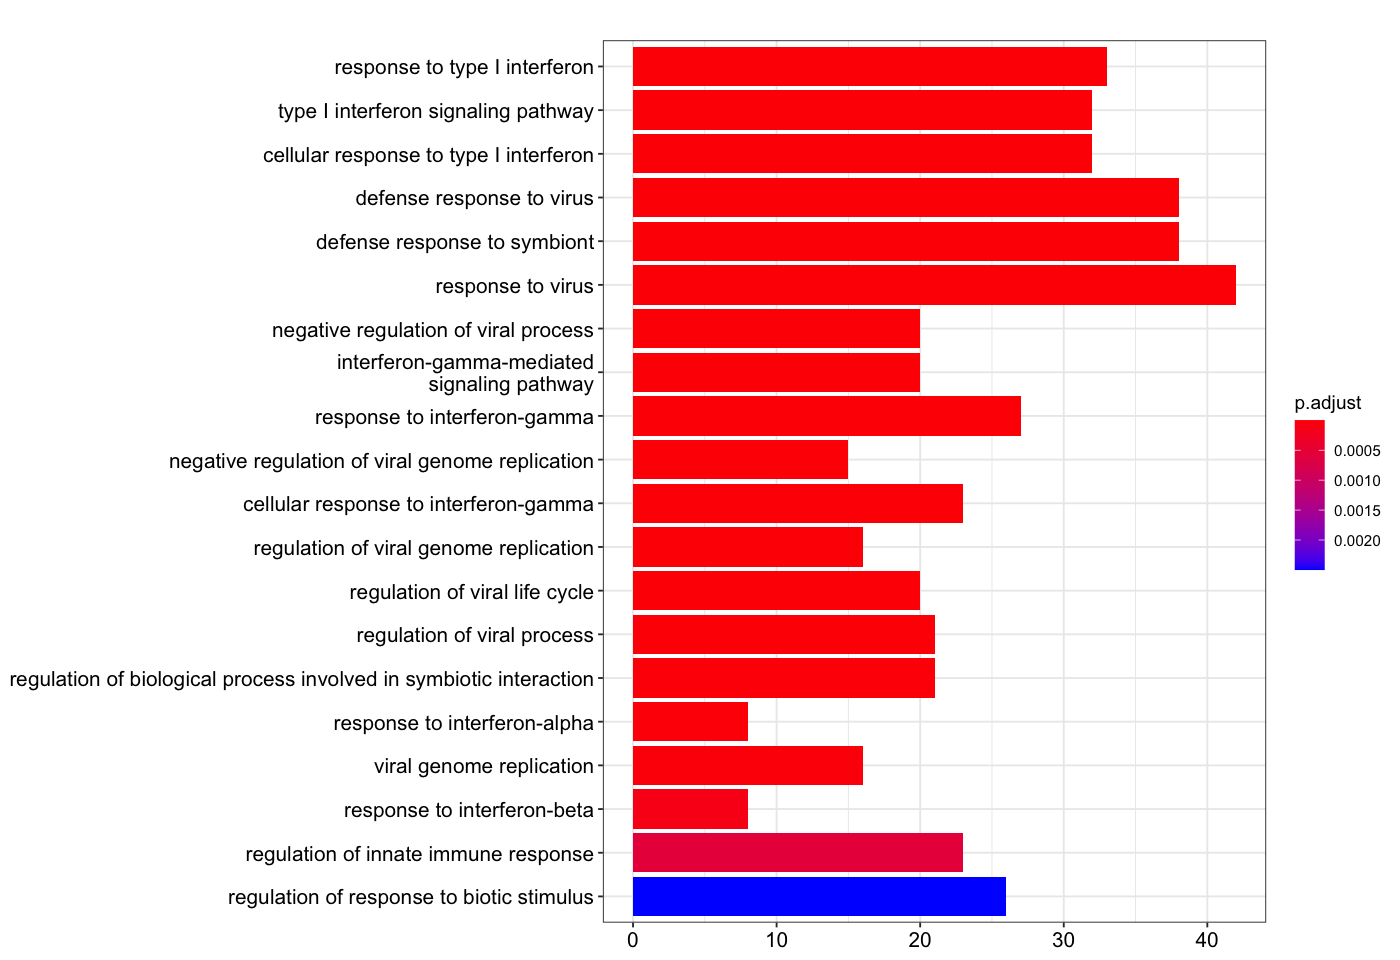 response to type I interferon
type I interferon signaling pathway
cellular response to type I interferon
defense response to virus
defense response to symbiont
response to virus
negative regulation of viral process
interferon-gamma-mediated
signaling pathway
response to interferon-gamma
negative regulation of viral genome replication
cellular response to interferon-gamma
regulation of viral genome replication
regulation of viral life cycle
regulation of viral process
regulation of biological process involved in symbiotic interaction
response to interferon-alpha
viral genome replication
response to interferon-beta
regulation of innate immune response
regulation of response to biotic stimulus
0 10 20 30 40
p.adjust
0.0005
0.0010
0.0015
0.0020